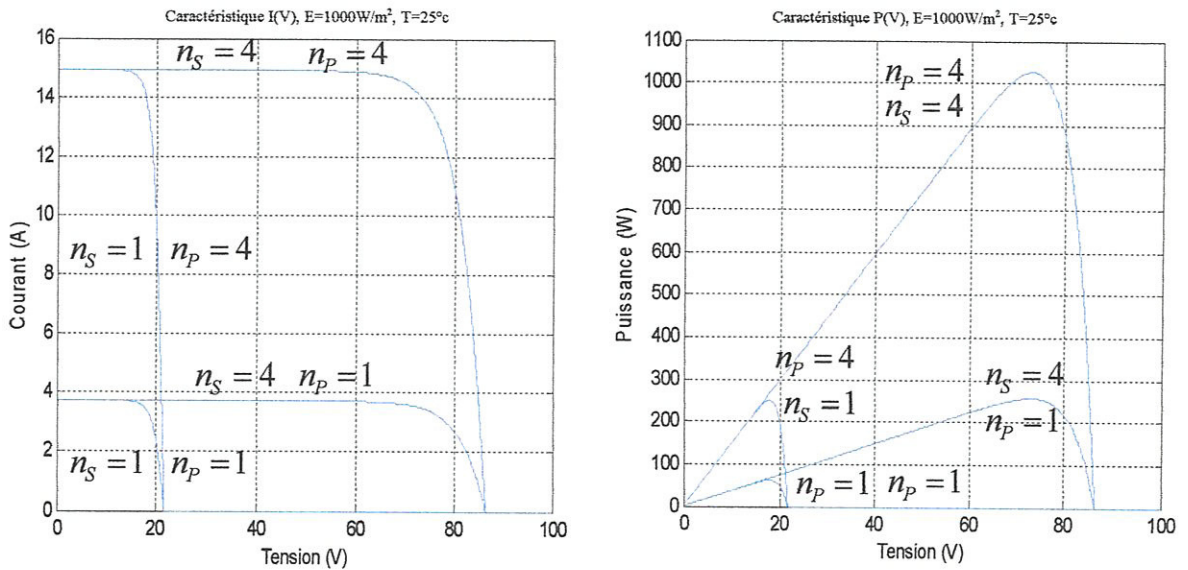 Caractéristique I(V), E=1000W/m², T=25°c
16
14
12
10
8
6
4
2
0
Courant (A)
n_S = 4 n_P = 4
n_S = 1 n_P = 4
n_S = 4 n_P = 1
n_S = 1 n_P = 1
0 20 40 60 80 100
Tension (V)
Caractéristique P(V), E=1000W/m², T=25°c
1100
1000
900
800
700
600
500
400
300
200
100
0
Puissance (W)
n_P = 4
n_S = 4
n_P = 4
n_S = 1
n_S = 4
n_P = 1
n_P = 1 n_P = 1
0 20 40 60 80 100
Tension (V)